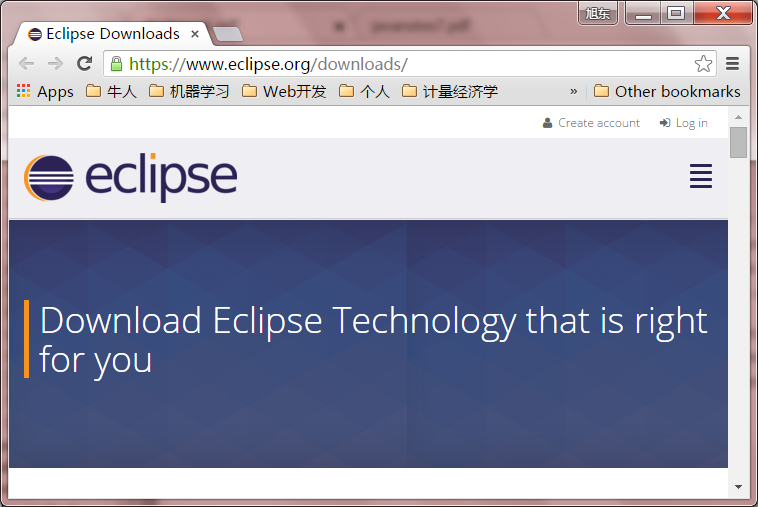 旭东
Eclipse Downloads
https://www.eclipse.org/downloads/
Apps 牛人 机器学习 Web开发 个人 计量经济学 » Other bookmarks
Create account Log in
eclipse
Download Eclipse Technology that is right
for you